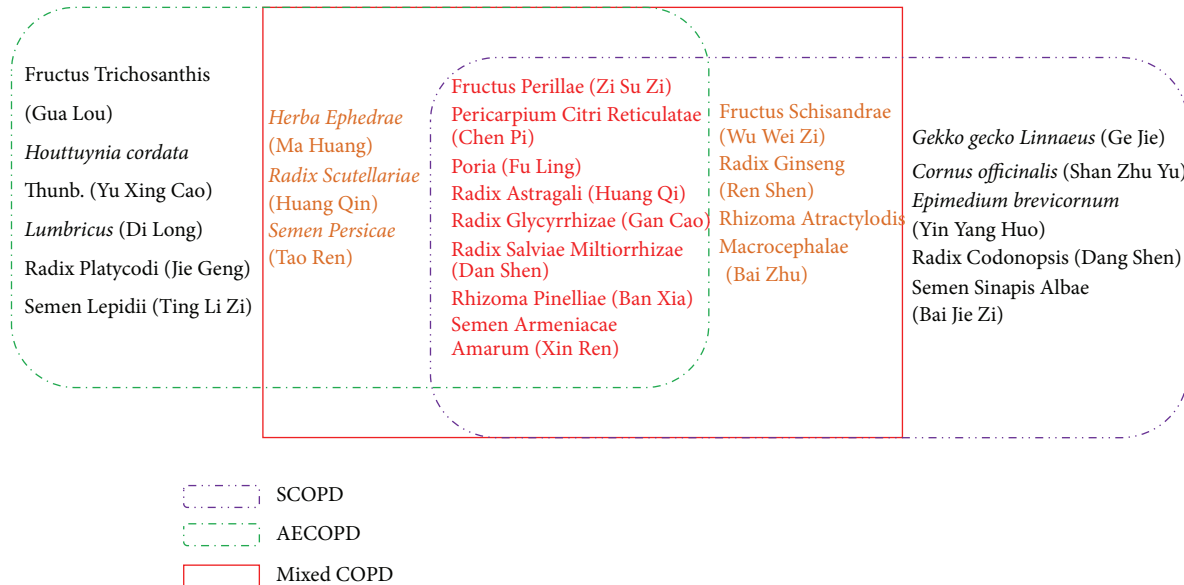 Fructus Trichosanthis
(Gua Lou)
Houttuynia cordata
Thunb. (Yu Xing Cao)
Lumbricus (Di Long)
Radix Platycodi (Jie Geng)
Semen Lepidii (Ting Li Zi)
Herba Ephedrae
(Ma Huang)
Radix Scutellariae
(Huang Qin)
Semen Persicae
(Tao Ren)
Fructus Perillae (Zi Su Zi)
Pericarpium Citri Reticulatae
(Chen Pi)
Poria (Fu Ling)
Radix Astragali (Huang Qi)
Radix Glycyrrhizae (Gan Cao)
Radix Salviae Miltiorrhizae
(Dan Shen)
Rhizoma Pinelliae (Ban Xia)
Semen Armeniacae
Amarum (Xin Ren)
Fructus Schisandrae
(Wu Wei Zi)
Radix Ginseng
(Ren Shen)
Rhizoma Atractylodis
Macrocephalae
(Bai Zhu)
Gekko gecko Linnaeus (Ge Jie)
Cornus officinalis (Shan Zhu Yu)
Epimedium brevicornum
(Yin Yang Huo)
Radix Codonopsis (Dang Shen)
Semen Sinapis Albae
(Bai Jie Zi)
SCOPD
AECOPD
Mixed COPD